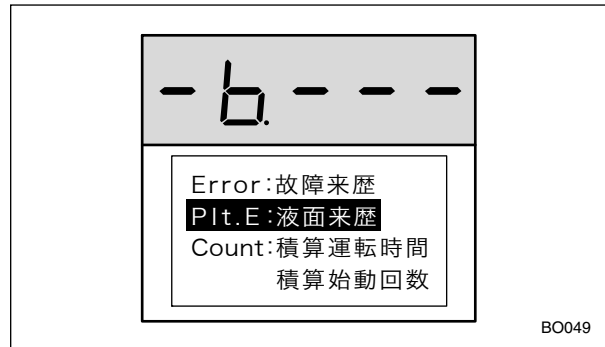 - b. - - -
Error:故障来歴
Plt.E:液面来歴
Count:積算運転時間
積算始動回数
BO049